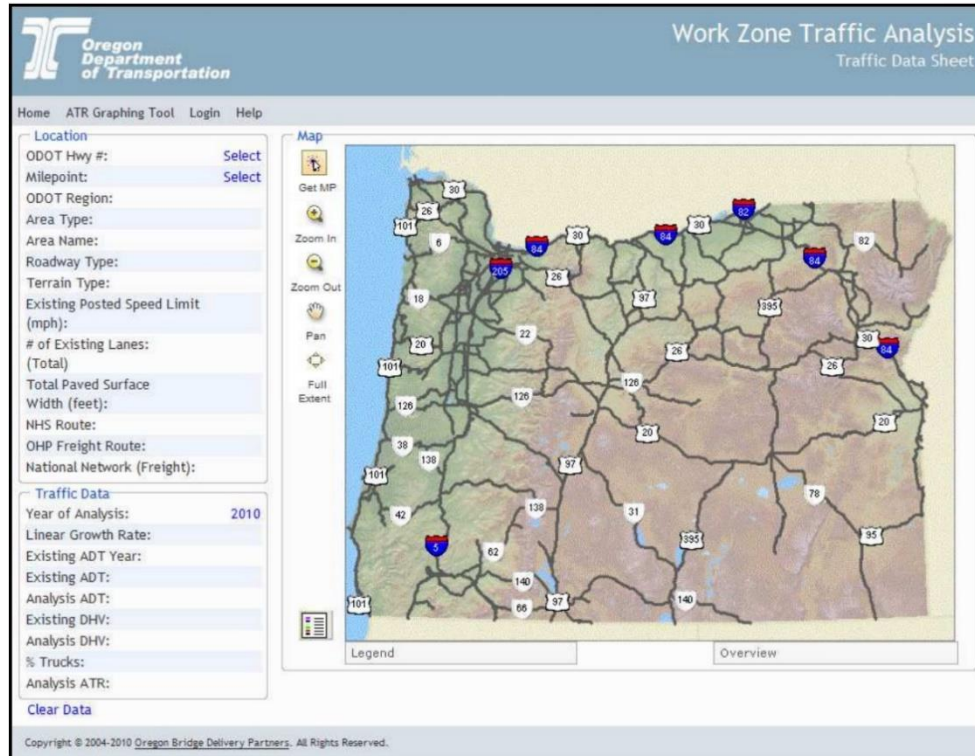 Oregon
Department
of Transportation
Work Zone Traffic Analysis
Traffic Data Sheet
Home ATR Graphing Tool Login Help
Location
ODOT Hwy #: Select
Milepoint: Select
ODOT Region:
Area Type:
Area Name:
Roadway Type:
Terrain Type:
Existing Posted Speed Limit
(mph):
# of Existing Lanes:
(Total)
Total Paved Surface
Width (feet):
NHS Route:
OHP Freight Route:
National Network (Freight):
Traffic Data
Year of Analysis: 2010
Linear Growth Rate:
Existing ADT Year:
Existing ADT:
Analysis ADT:
Existing DHV:
Analysis DHV:
% Trucks:
Analysis ATR:
Clear Data
Map
Get MP
Zoom In
Zoom Out
Pan
Full
Extent
30
26
101
6
84
30
84
30
82
82
205
26
84
18
97
395
20
22
26
30
84
101
26
126
126
126
20
20
38
138
97
101
78
42
138
31
5
62
395
95
140
101
66
97
140
Legend
Overview
Copyright © 2004-2010 Oregon Bridge Delivery Partners. All Rights Reserved.